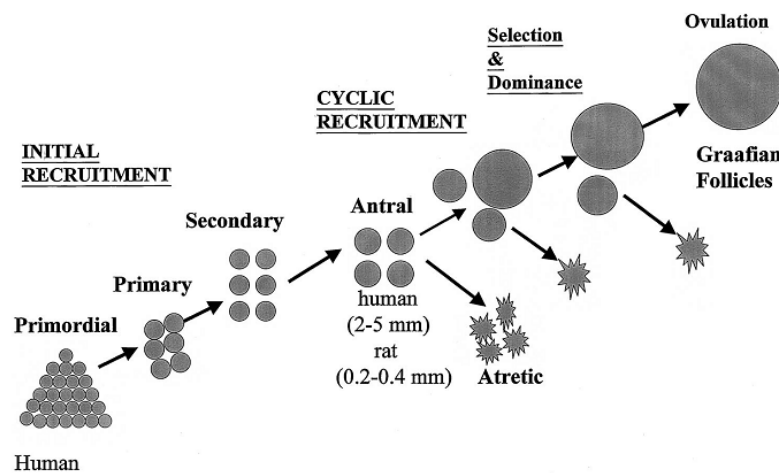 Ovulation
Selection
&
Dominance
CYCLIC
RECRUITMENT
INITIAL
RECRUITMENT
Graafian
Follicles
Secondary
Antral
Primary
human
(2-5 mm)
rat
(0.2-0.4 mm)
Primordial
Atretic
Human